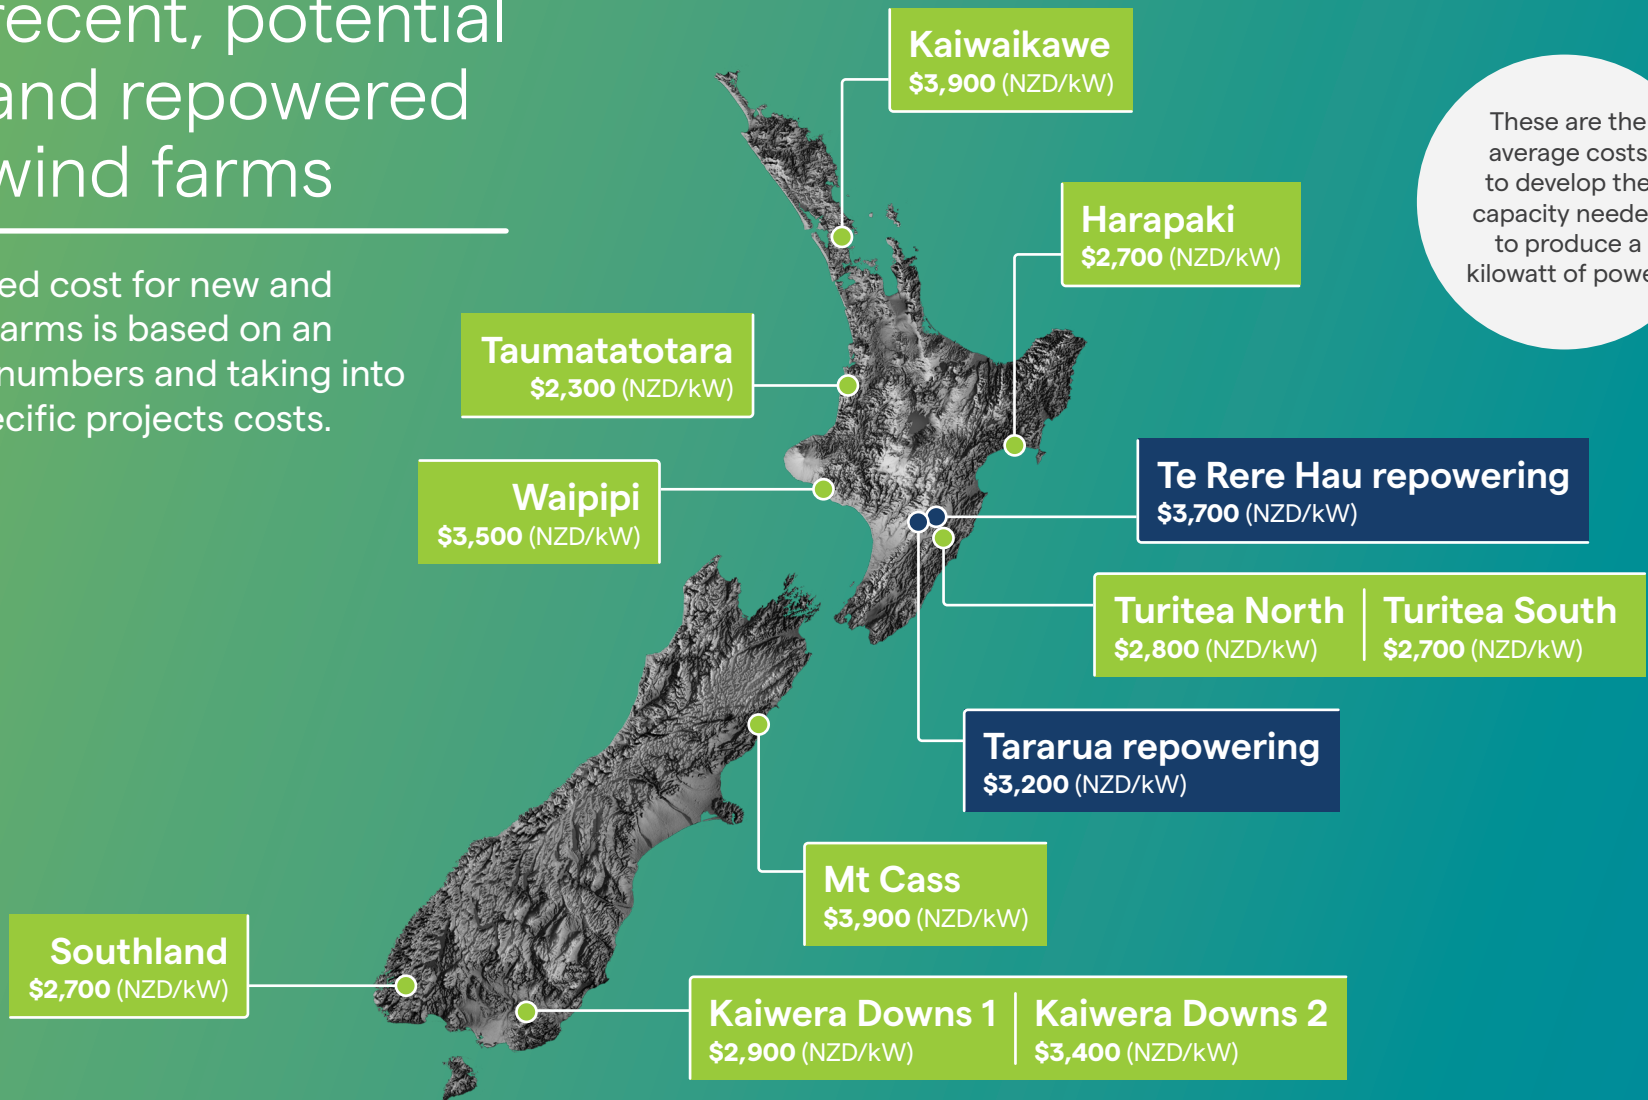 recent, potential
and repowered
wind farms
ed cost for new and
arms is based on an
numbers and taking into
ecific projects costs.
Kaiwaikawe
$3,900 (NZD/kW)
These are the
average costs
to develop the
capacity neede
to produce a
kilowatt of powe
Harapaki
$2,700 (NZD/kW)
Taumatatotara
$2,300 (NZD/kW)
Waipipi
$3,500 (NZD/kW)
Te Rere Hau repowering
$3,700 (NZD/kW)
Turitea North
$2,800 (NZD/kW)
Turitea South
$2,700 (NZD/kW)
Tararua repowering
$3,200 (NZD/kW)
Mt Cass
$3,900 (NZD/kW)
Southland
$2,700 (NZD/kW)
Kaiwera Downs 1
$2,900 (NZD/kW)
Kaiwera Downs 2
$3,400 (NZD/kW)